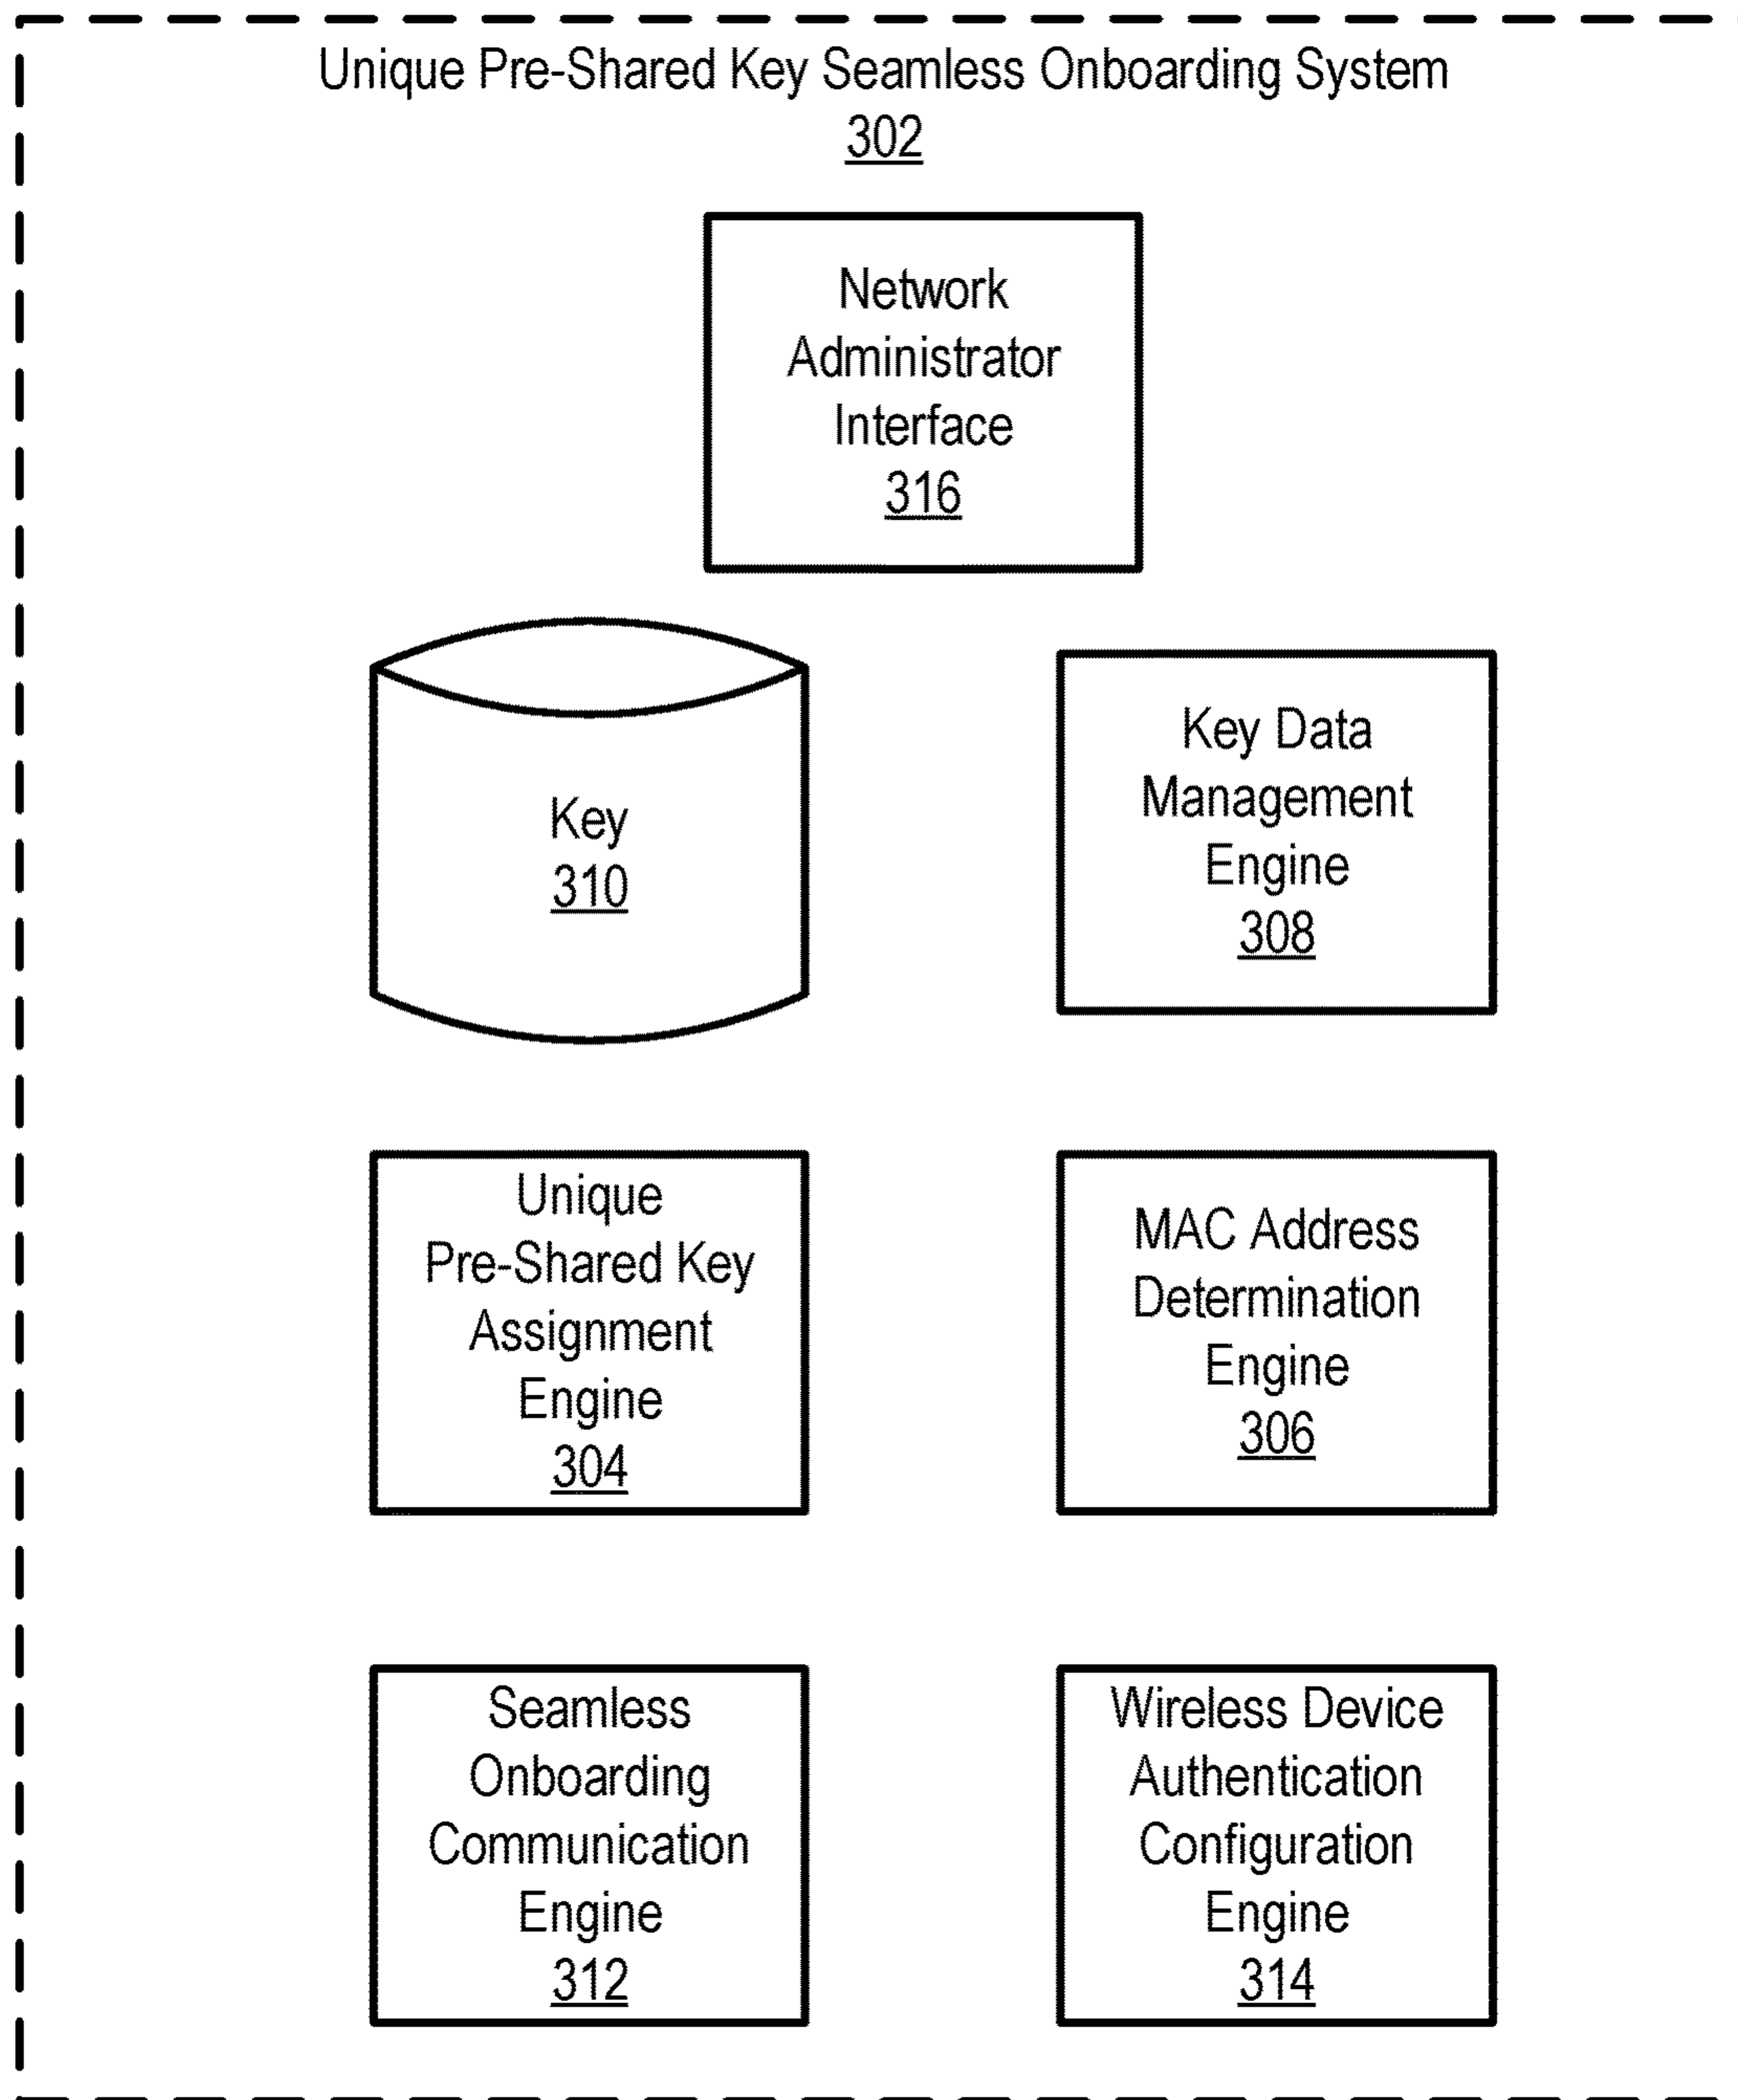 Unique Pre-Shared Key Seamless Onboarding System
302
Network
Administrator
Interface
316
Key
310
Key Data
Management
Engine
308
Unique
Pre-Shared Key
Assignment
Engine
304
MAC Address
Determination
Engine
306
Seamless
Onboarding
Communication
Engine
312
Wireless Device
Authentication
Configuration
Engine
314